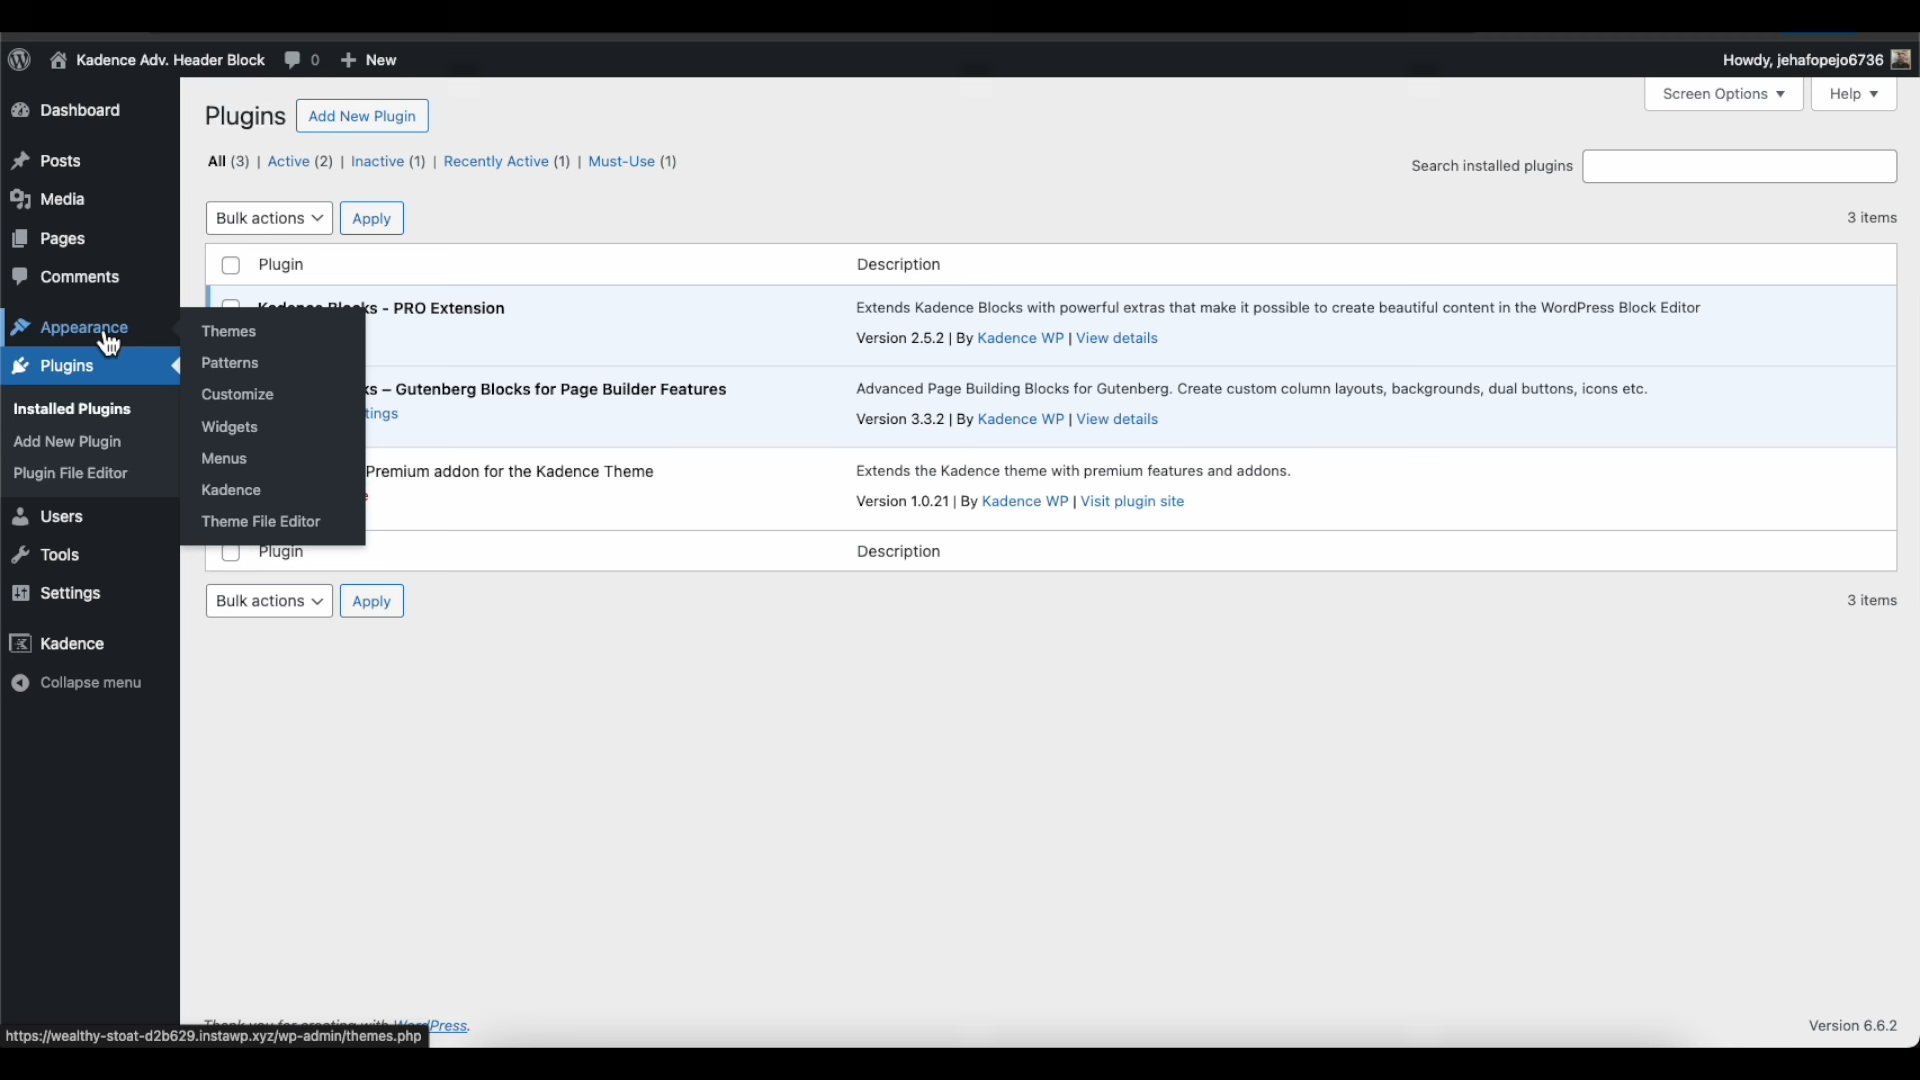 Kadence Adv. Header Block 0 New Howdy, jehafopejo6736
Dashboard
Posts
Media
Pages
Comments
Appearance
Plugins
Installed Plugins
Add New Plugin
Plugin File Editor
Users
Tools
Settings
Kadence
Collapse menu
Themes
Patterns
Customize
Widgets
Menus
Kadence
Theme File Editor
Screen Options Help
Plugins Add New Plugin
All (3) | Active (2) | Inactive (1) | Recently Active (1) | Must-Use (1)
Search installed plugins
Bulk actions Apply 3 items
Plugin Description
Kadence Blocks - PRO Extension Extends Kadence Blocks with powerful extras that make it possible to create beautiful content in the WordPress Block Editor
Version 2.5.2 | By Kadence WP | View details
ks – Gutenberg Blocks for Page Builder Features Advanced Page Building Blocks for Gutenberg. Create custom column layouts, backgrounds, dual buttons, icons etc.
tings Version 3.3.2 | By Kadence WP | View details
Premium addon for the Kadence Theme Extends the Kadence theme with premium features and addons.
Version 1.0.21 | By Kadence WP | Visit plugin site
Plugin Description
Bulk actions Apply 3 items
Thank you for creating with WordPress. Version 6.6.2
https://wealthy-stoat-d2b629.instawp.xyz/wp-admin/themes.php